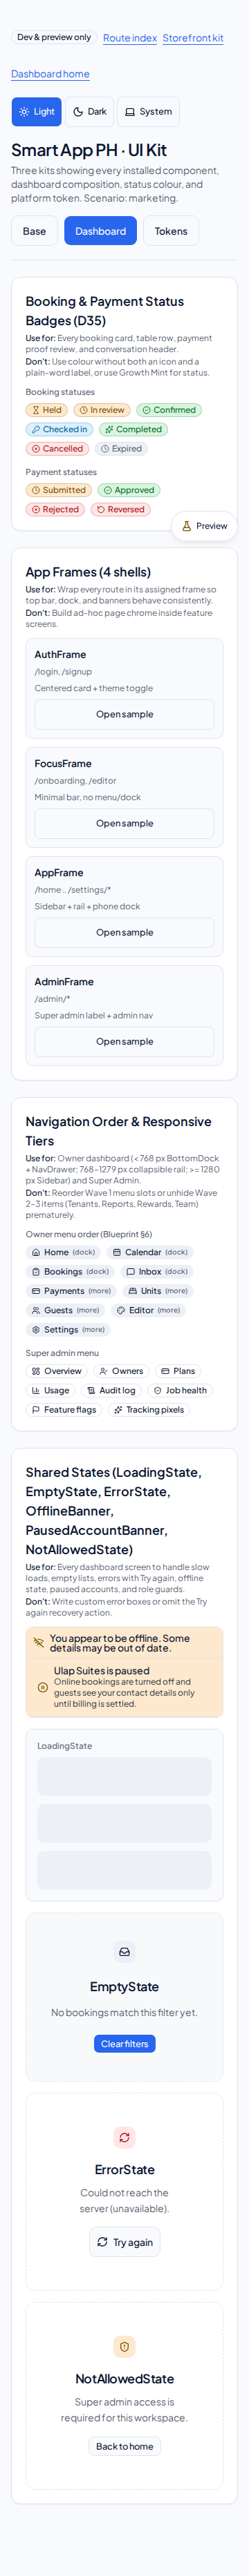 Dev & preview only Route index Storefront kit
Dashboard home
Light Dark System
Smart App PH · UI Kit
Three kits showing every installed component,
dashboard composition, status colour, and
platform token. Scenario: marketing.
Base Dashboard Tokens
Booking & Payment Status
Badges (D35)
Use for: Every booking card, table row, payment
proof review, and conversation header.
Don't: Use colour without both an icon and a
plain-word label, or use Growth Mint for status.
Booking statuses
Held In review Confirmed
Checked in Completed
Cancelled Expired
Payment statuses
Submitted Approved
Rejected Reversed
Preview
App Frames (4 shells)
Use for: Wrap every route in its assigned frame so
top bar, dock, and banners behave consistently.
Don't: Build ad-hoc page chrome inside feature
screens.
AuthFrame
/login, /signup
Centered card + theme toggle
Open sample
FocusFrame
/onboarding, /editor
Minimal bar, no menu/dock
Open sample
AppFrame
/home .. /settings/*
Sidebar + rail + phone dock
Open sample
AdminFrame
/admin/*
Super admin label + admin nav
Open sample
Navigation Order & Responsive
Tiers
Use for: Owner dashboard (< 768 px BottomDock
+ NavDrawer; 768–1279 px collapsible rail; >= 1280
px Sidebar) and Super Admin.
Don't: Reorder Wave 1 menu slots or unhide Wave
2–3 items (Tenants, Reports, Rewards, Team)
prematurely.
Owner menu order (Blueprint §6)
Home (dock) Calendar (dock)
Bookings (dock) Inbox (dock)
Payments (more) Units (more)
Guests (more) Editor (more)
Settings (more)
Super admin menu
Overview Owners Plans
Usage Audit log Job health
Feature flags Tracking pixels
Shared States (LoadingState,
EmptyState, ErrorState,
OfflineBanner,
PausedAccountBanner,
NotAllowedState)
Use for: Every dashboard screen to handle slow
loads, empty lists, errors with Try again, offline
state, paused accounts, and role guards.
Don't: Write custom error boxes or omit the Try
again recovery action.
You appear to be offline. Some
details may be out of date.
Ulap Suites is paused
Online bookings are turned off and
guests see your contact details only
until billing is settled.
LoadingState
EmptyState
No bookings match this filter yet.
Clear filters
ErrorState
Could not reach the
server (unavailable).
Try again
NotAllowedState
Super admin access is
required for this workspace.
Back to home